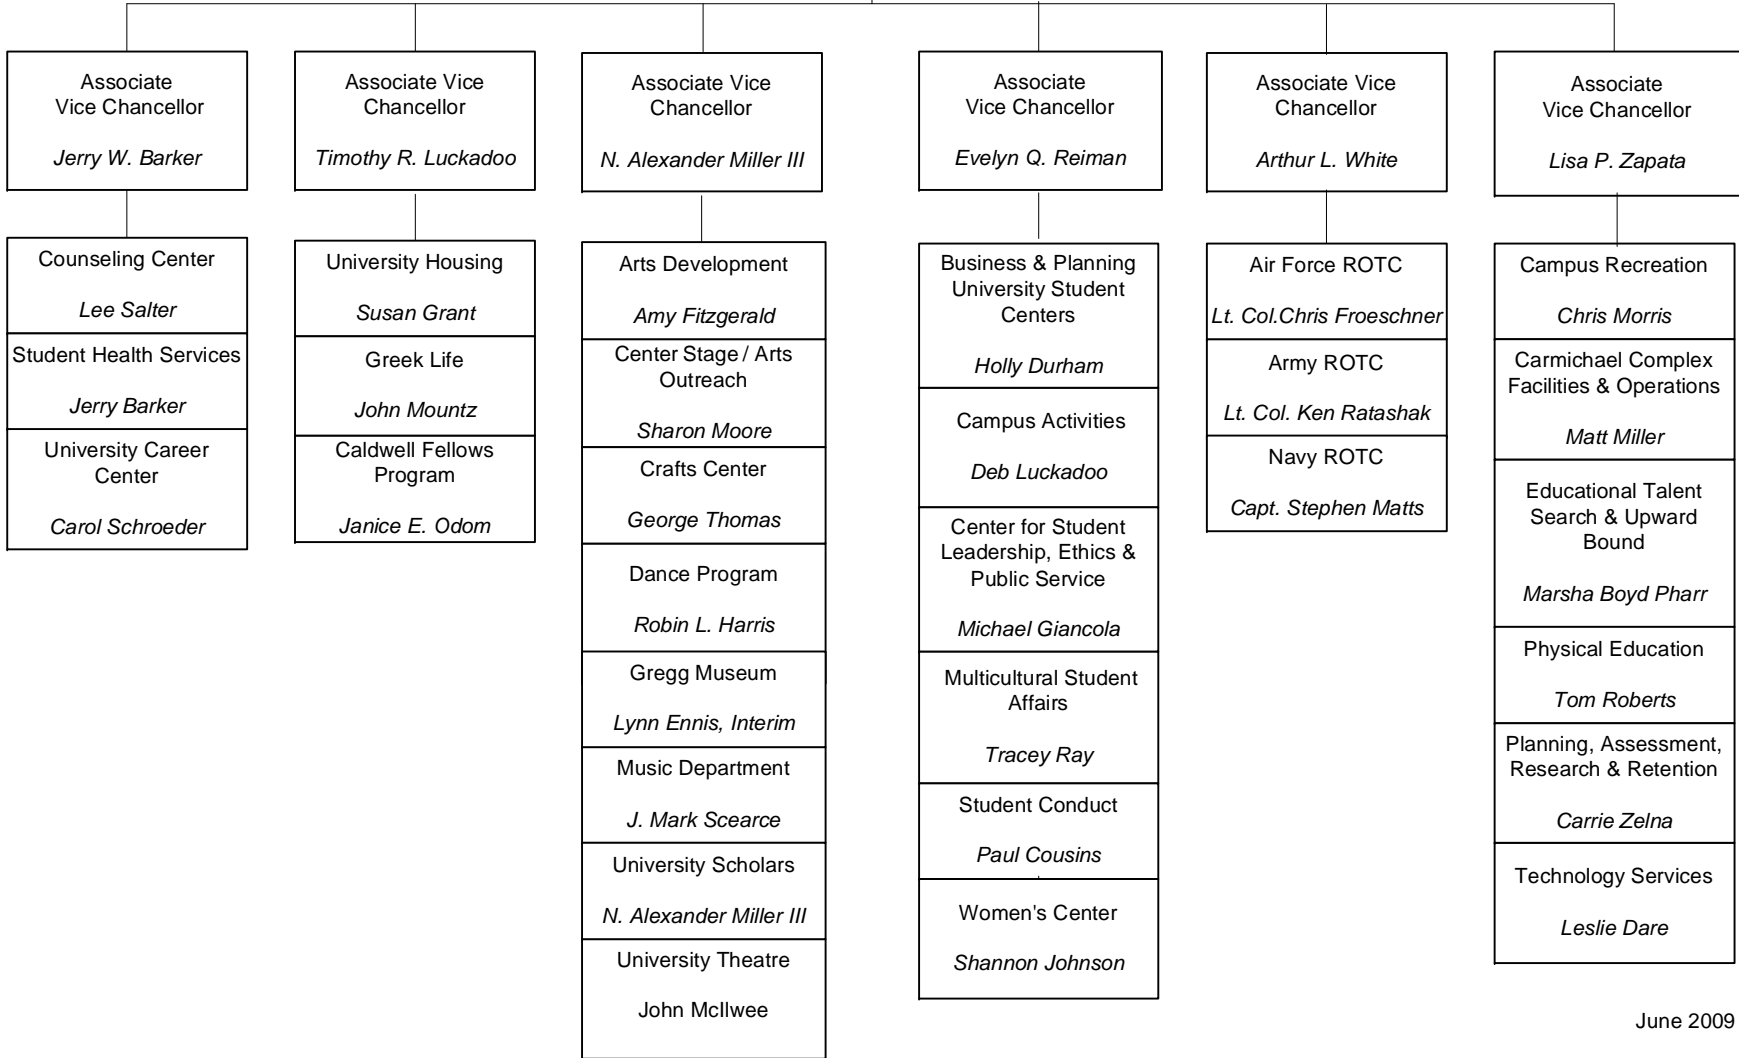 Associate
Vice Chancellor
Jerry W. Barker
Associate Vice
Chancellor
Timothy R. Luckadoo
Associate Vice
Chancellor
N. Alexander Miller III
Associate
Vice Chancellor
Evelyn Q. Reiman
Associate Vice
Chancellor
Arthur L. White
Associate
Vice Chancellor
Lisa P. Zapata
Counseling Center
Lee Salter
Student Health Services
Jerry Barker
University Career
Center
Carol Schroeder
University Housing
Susan Grant
Greek Life
John Mountz
Caldwell Fellows
Program
Janice E. Odom
Arts Development
Amy Fitzgerald
Center Stage / Arts
Outreach
Sharon Moore
Crafts Center
George Thomas
Dance Program
Robin L. Harris
Gregg Museum
Lynn Ennis, Interim
Music Department
J. Mark Scearce
University Scholars
N. Alexander Miller III
University Theatre
John McIlwee
Business & Planning
University Student
Centers
Holly Durham
Campus Activities
Deb Luckadoo
Center for Student
Leadership, Ethics &
Public Service
Michael Giancola
Multicultural Student
Affairs
Tracey Ray
Student Conduct
Paul Cousins
Women's Center
Shannon Johnson
Air Force ROTC
Lt. Col.Chris Froeschner
Army ROTC
Lt. Col. Ken Ratashak
Navy ROTC
Capt. Stephen Matts
Campus Recreation
Chris Morris
Carmichael Complex
Facilities & Operations
Matt Miller
Educational Talent
Search & Upward
Bound
Marsha Boyd Pharr
Physical Education
Tom Roberts
Planning, Assessment,
Research & Retention
Carrie Zelna
Technology Services
Leslie Dare
June 2009